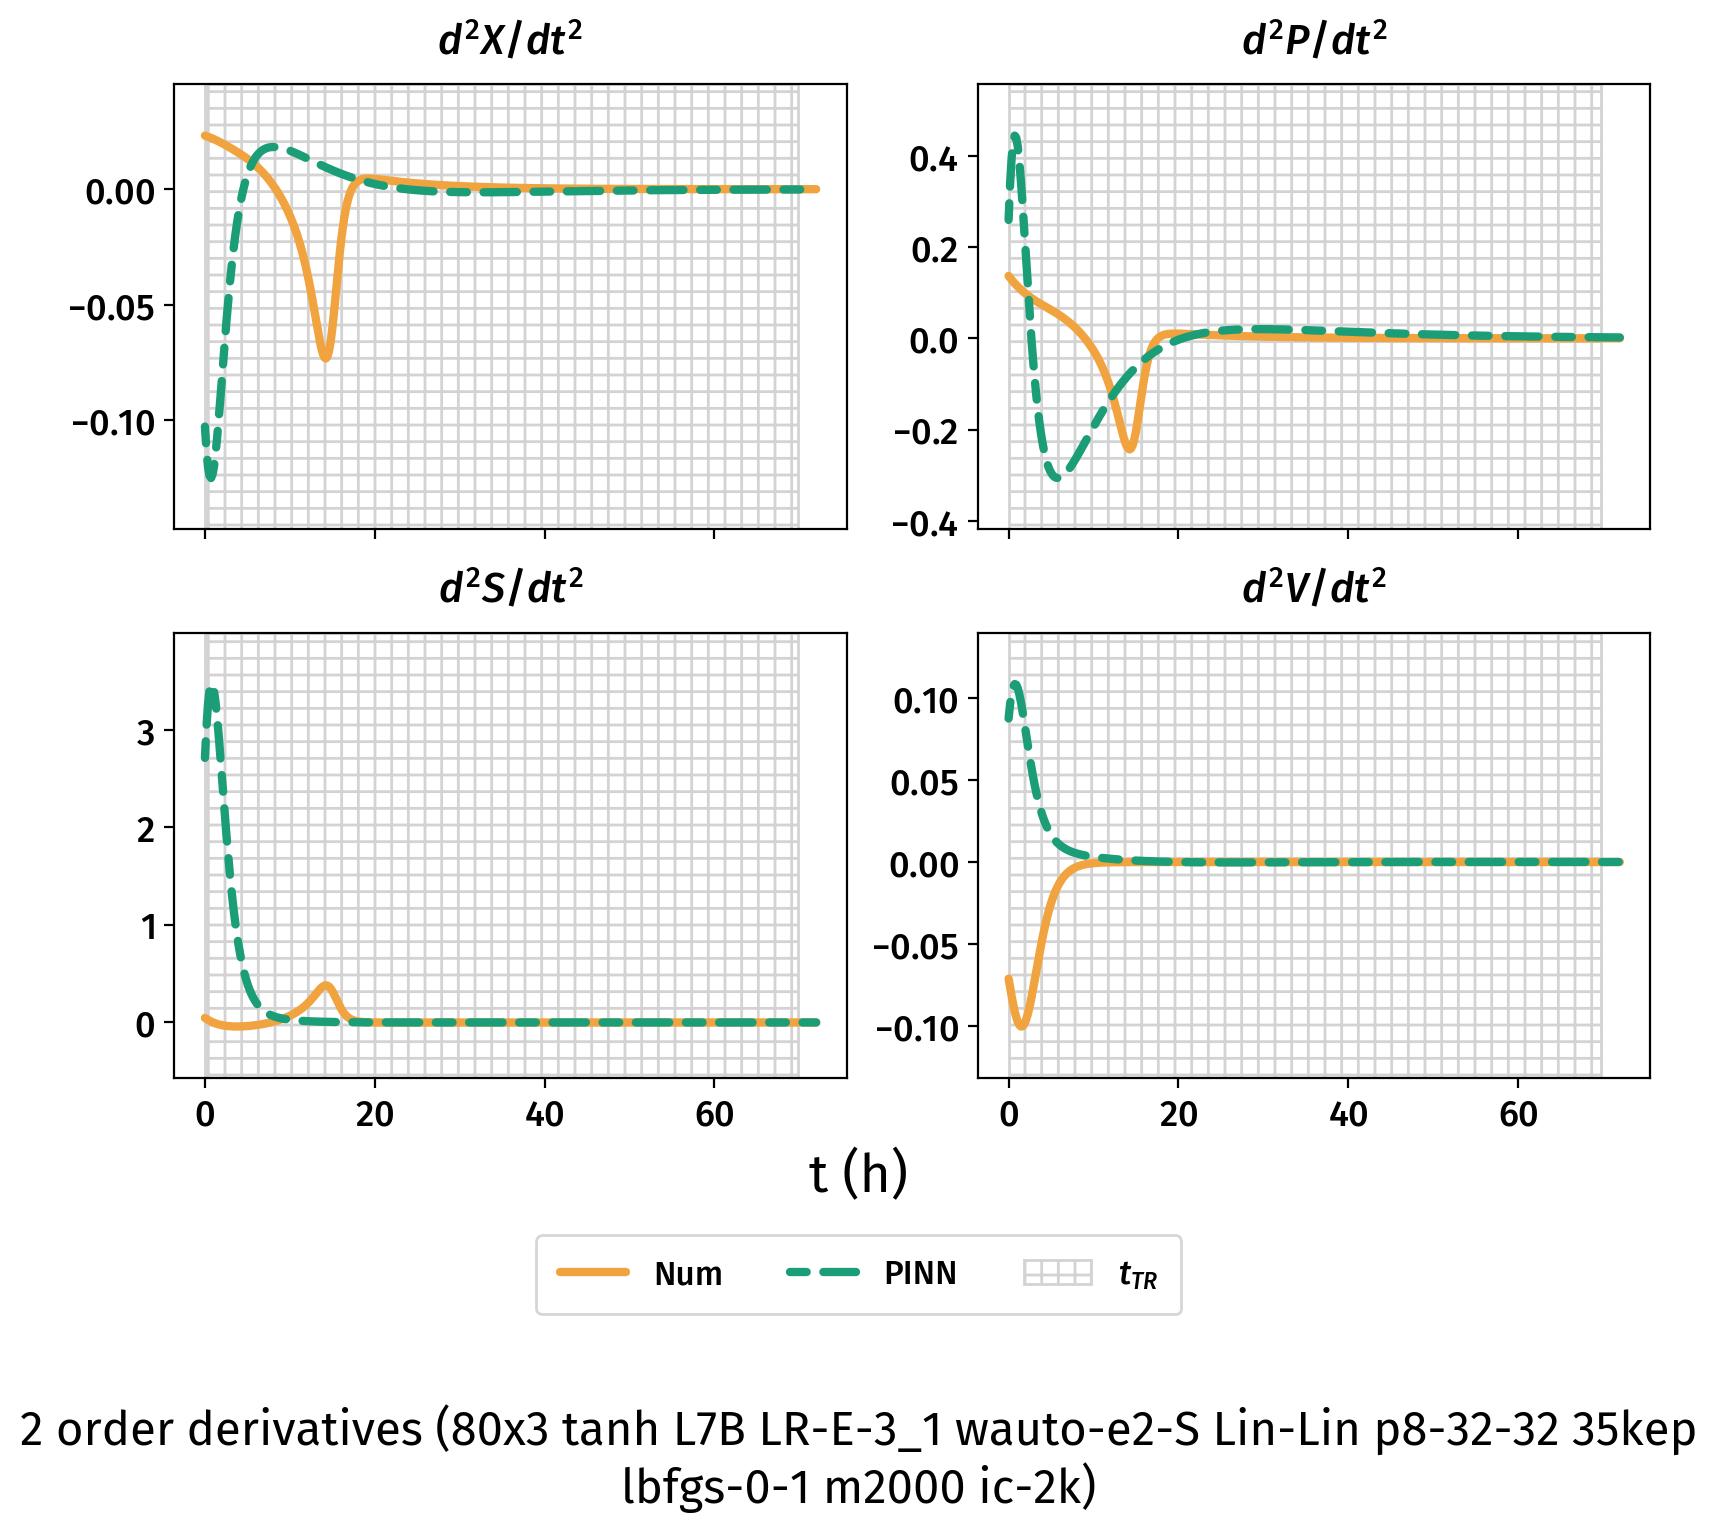 d²X/dt²
d²P/dt²
0.00
−0.05
−0.10
0.4
0.2
0.0
−0.2
−0.4
d²S/dt²
d²V/dt²
3
2
1
0
0.10
0.05
0.00
−0.05
−0.10
0 20 40 60
0 20 40 60
t (h)
Num PINN t_TR
2 order derivatives (80x3 tanh L7B LR-E-3_1 wauto-e2-S Lin-Lin p8-32-32 35kep
lbfgs-0-1 m2000 ic-2k)